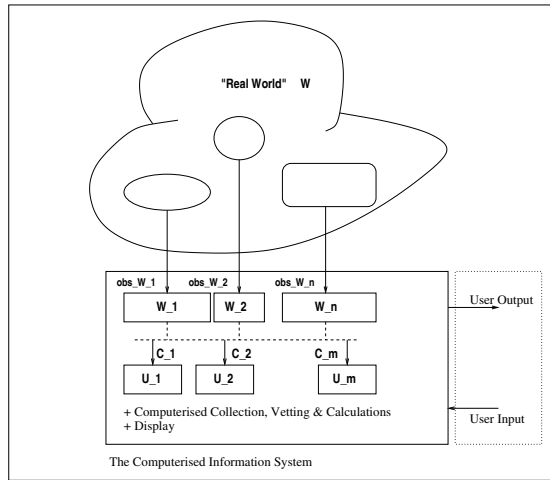 "Real World" W
obs_W_1 obs_W_2 obs_W_n
W_1 W_2 W_n
User Output
C_1 C_2 C_m
U_1 U_2 U_m
+ Computerised Collection, Vetting & Calculations
+ Display
User Input
The Computerised Information System